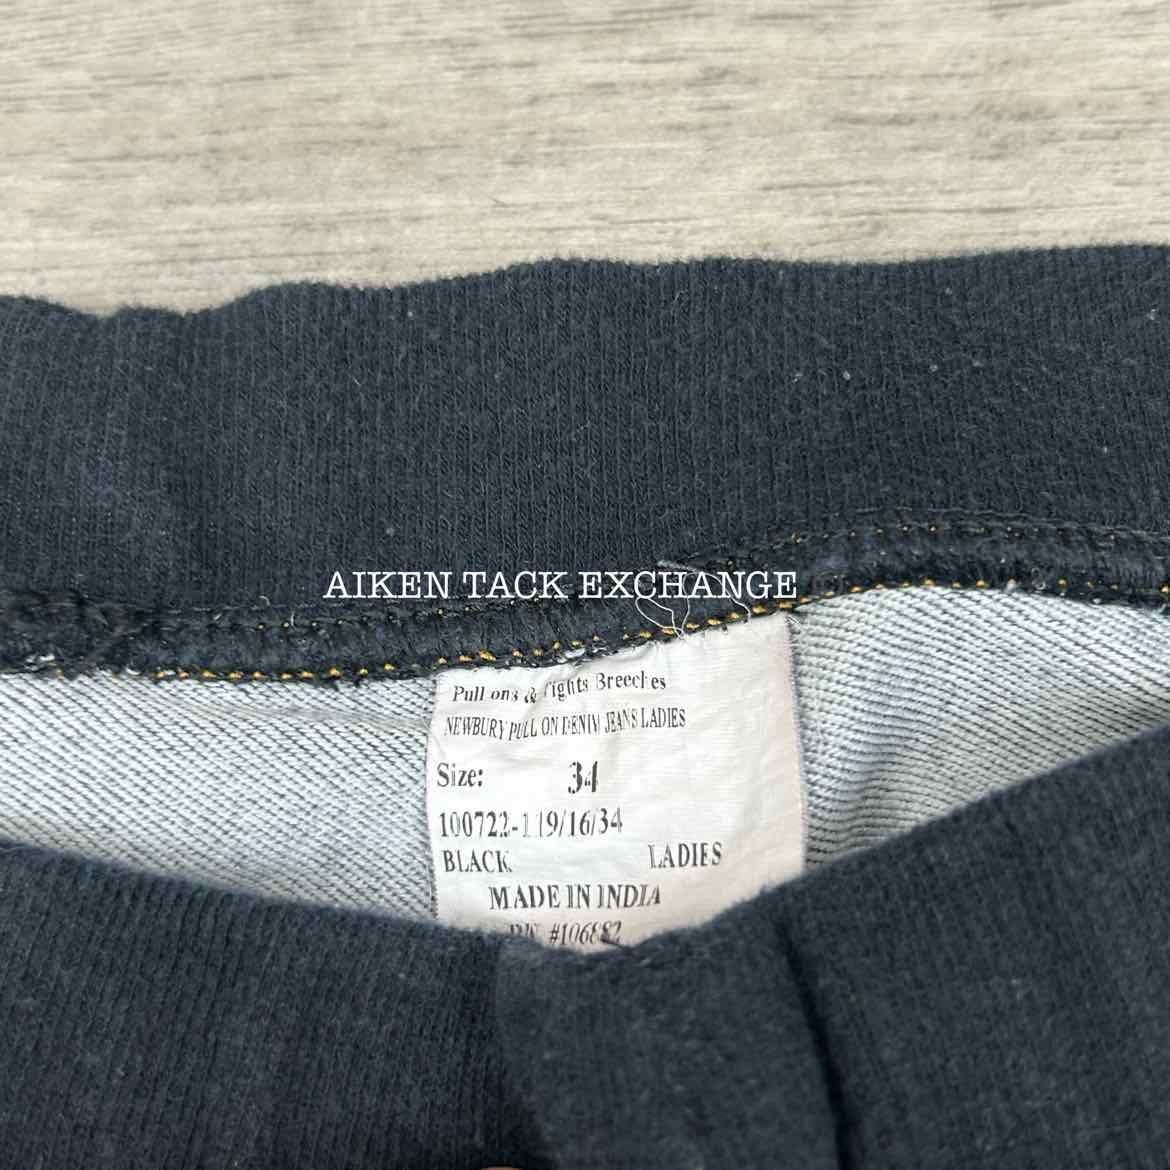 AIKEN TACK EXCHANGE
Pull ons & Tights Breeches
NEWBURY PULL ON DENIM JEANS LADIES
Size: 34
100722-119/16/34
BLACK LADIES
MADE IN INDIA
#106882